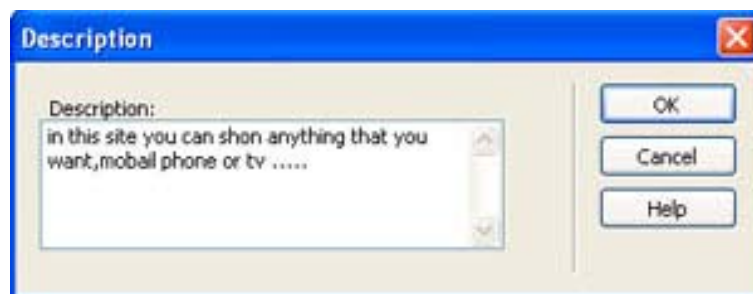 Description
Description:
in this site you can shon anything that you
want,mobail phone or tv .....
OK
Cancel
Help